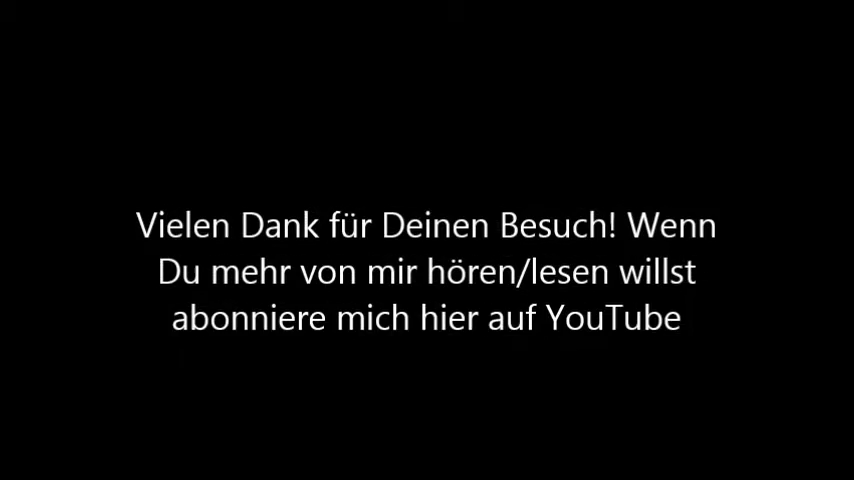 Vielen Dank für Deinen Besuch! Wenn
Du mehr von mir hören/lesen willst
abonniere mich hier auf YouTube